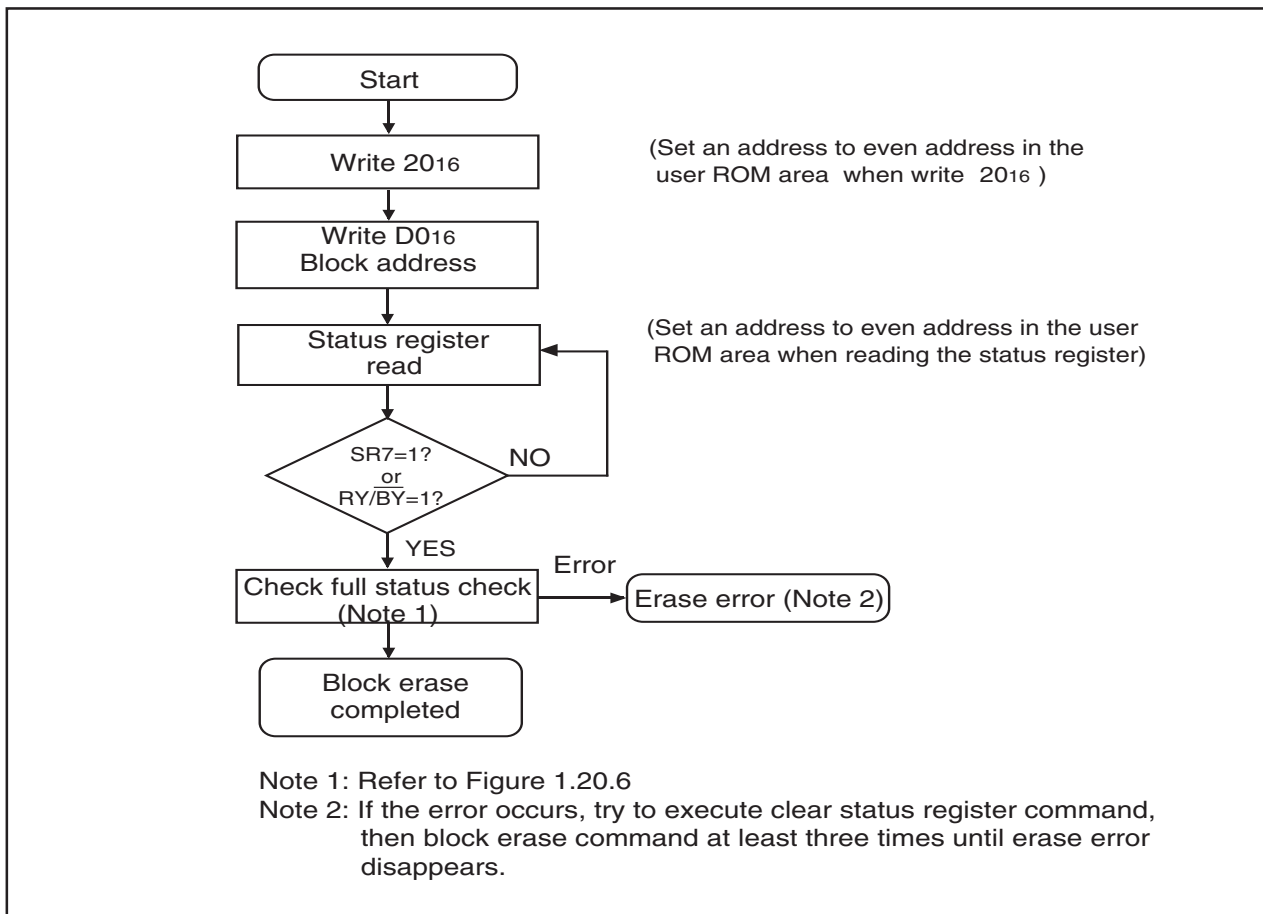 Start
Write 2016
(Set an address to even address in the
user ROM area when write 2016 )
Write D016
Block address
Status register
read
(Set an address to even address in the user
ROM area when reading the status register)
SR7=1?
or
RY/B̅Y̅=1?
NO
YES
Check full status check
(Note 1)
Error
Erase error (Note 2)
Block erase
completed
Note 1: Refer to Figure 1.20.6
Note 2: If the error occurs, try to execute clear status register command,
then block erase command at least three times until erase error
disappears.